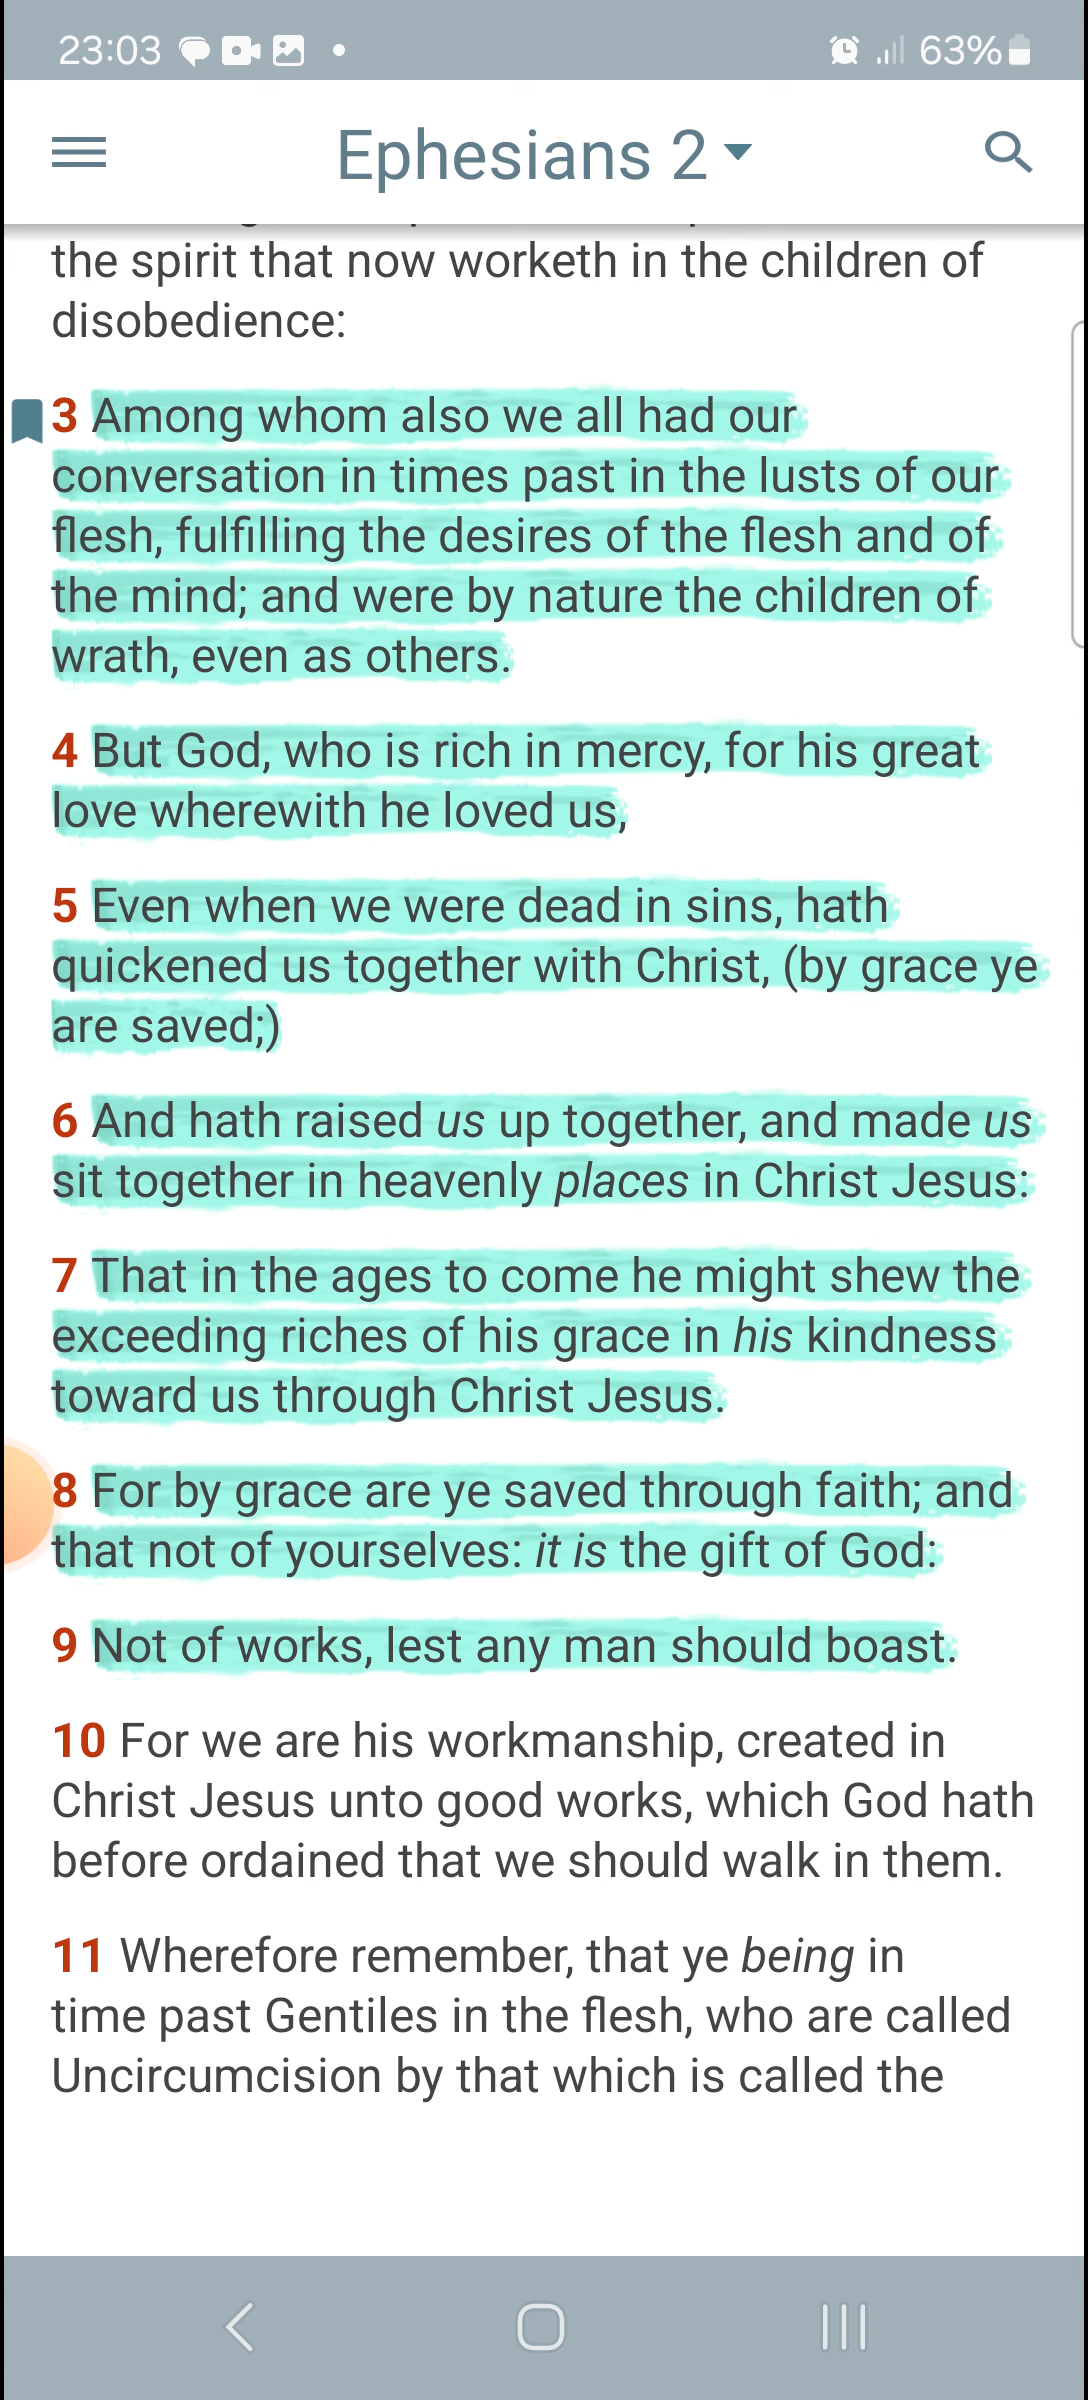 23:03
63%
Ephesians 2
the spirit that now worketh in the children of
disobedience:
3 Among whom also we all had our
conversation in times past in the lusts of our
flesh, fulfilling the desires of the flesh and of
the mind; and were by nature the children of
wrath, even as others.
4 But God, who is rich in mercy, for his great
love wherewith he loved us,
5 Even when we were dead in sins, hath
quickened us together with Christ, (by grace ye
are saved;)
6 And hath raised us up together, and made us
sit together in heavenly places in Christ Jesus:
7 That in the ages to come he might shew the
exceeding riches of his grace in his kindness
toward us through Christ Jesus.
8 For by grace are ye saved through faith; and
that not of yourselves: it is the gift of God:
9 Not of works, lest any man should boast.
10 For we are his workmanship, created in
Christ Jesus unto good works, which God hath
before ordained that we should walk in them.
11 Wherefore remember, that ye being in
time past Gentiles in the flesh, who are called
Uncircumcision by that which is called the